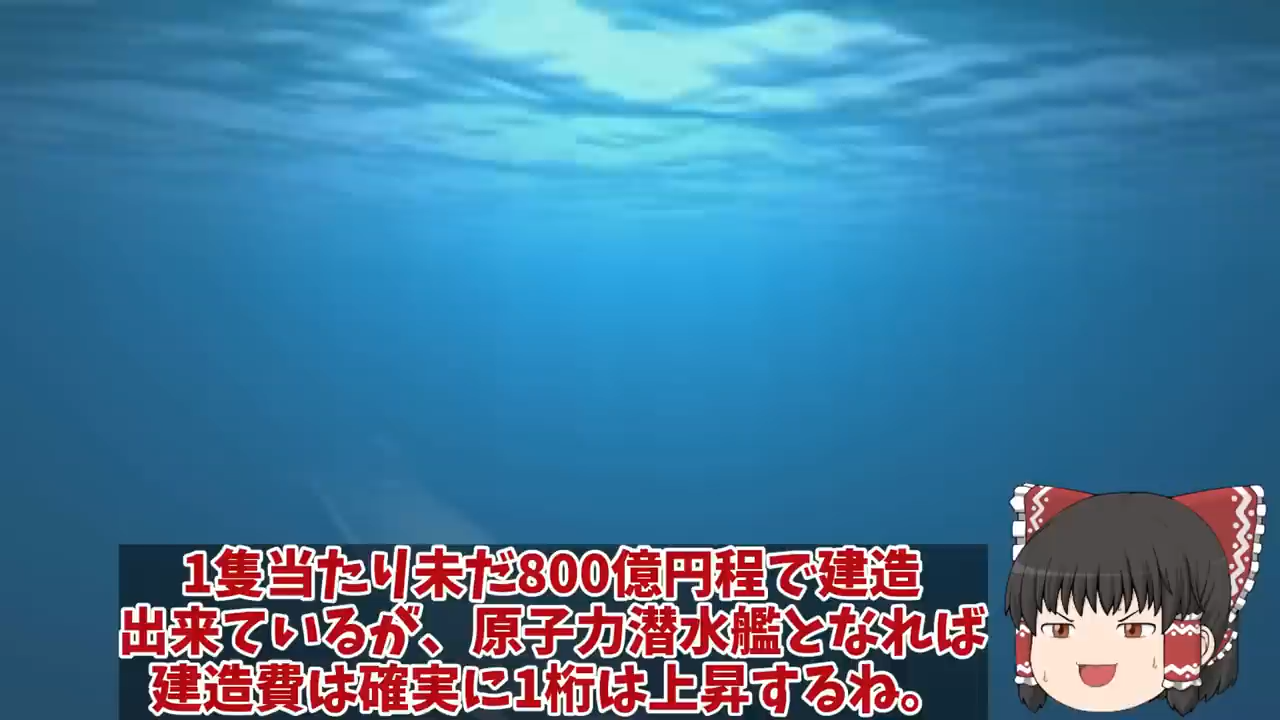 1隻当たり未だ800億円程で建造
出来ているが、原子力潜水艦となれば
建造費は確実に1桁は上昇するね。